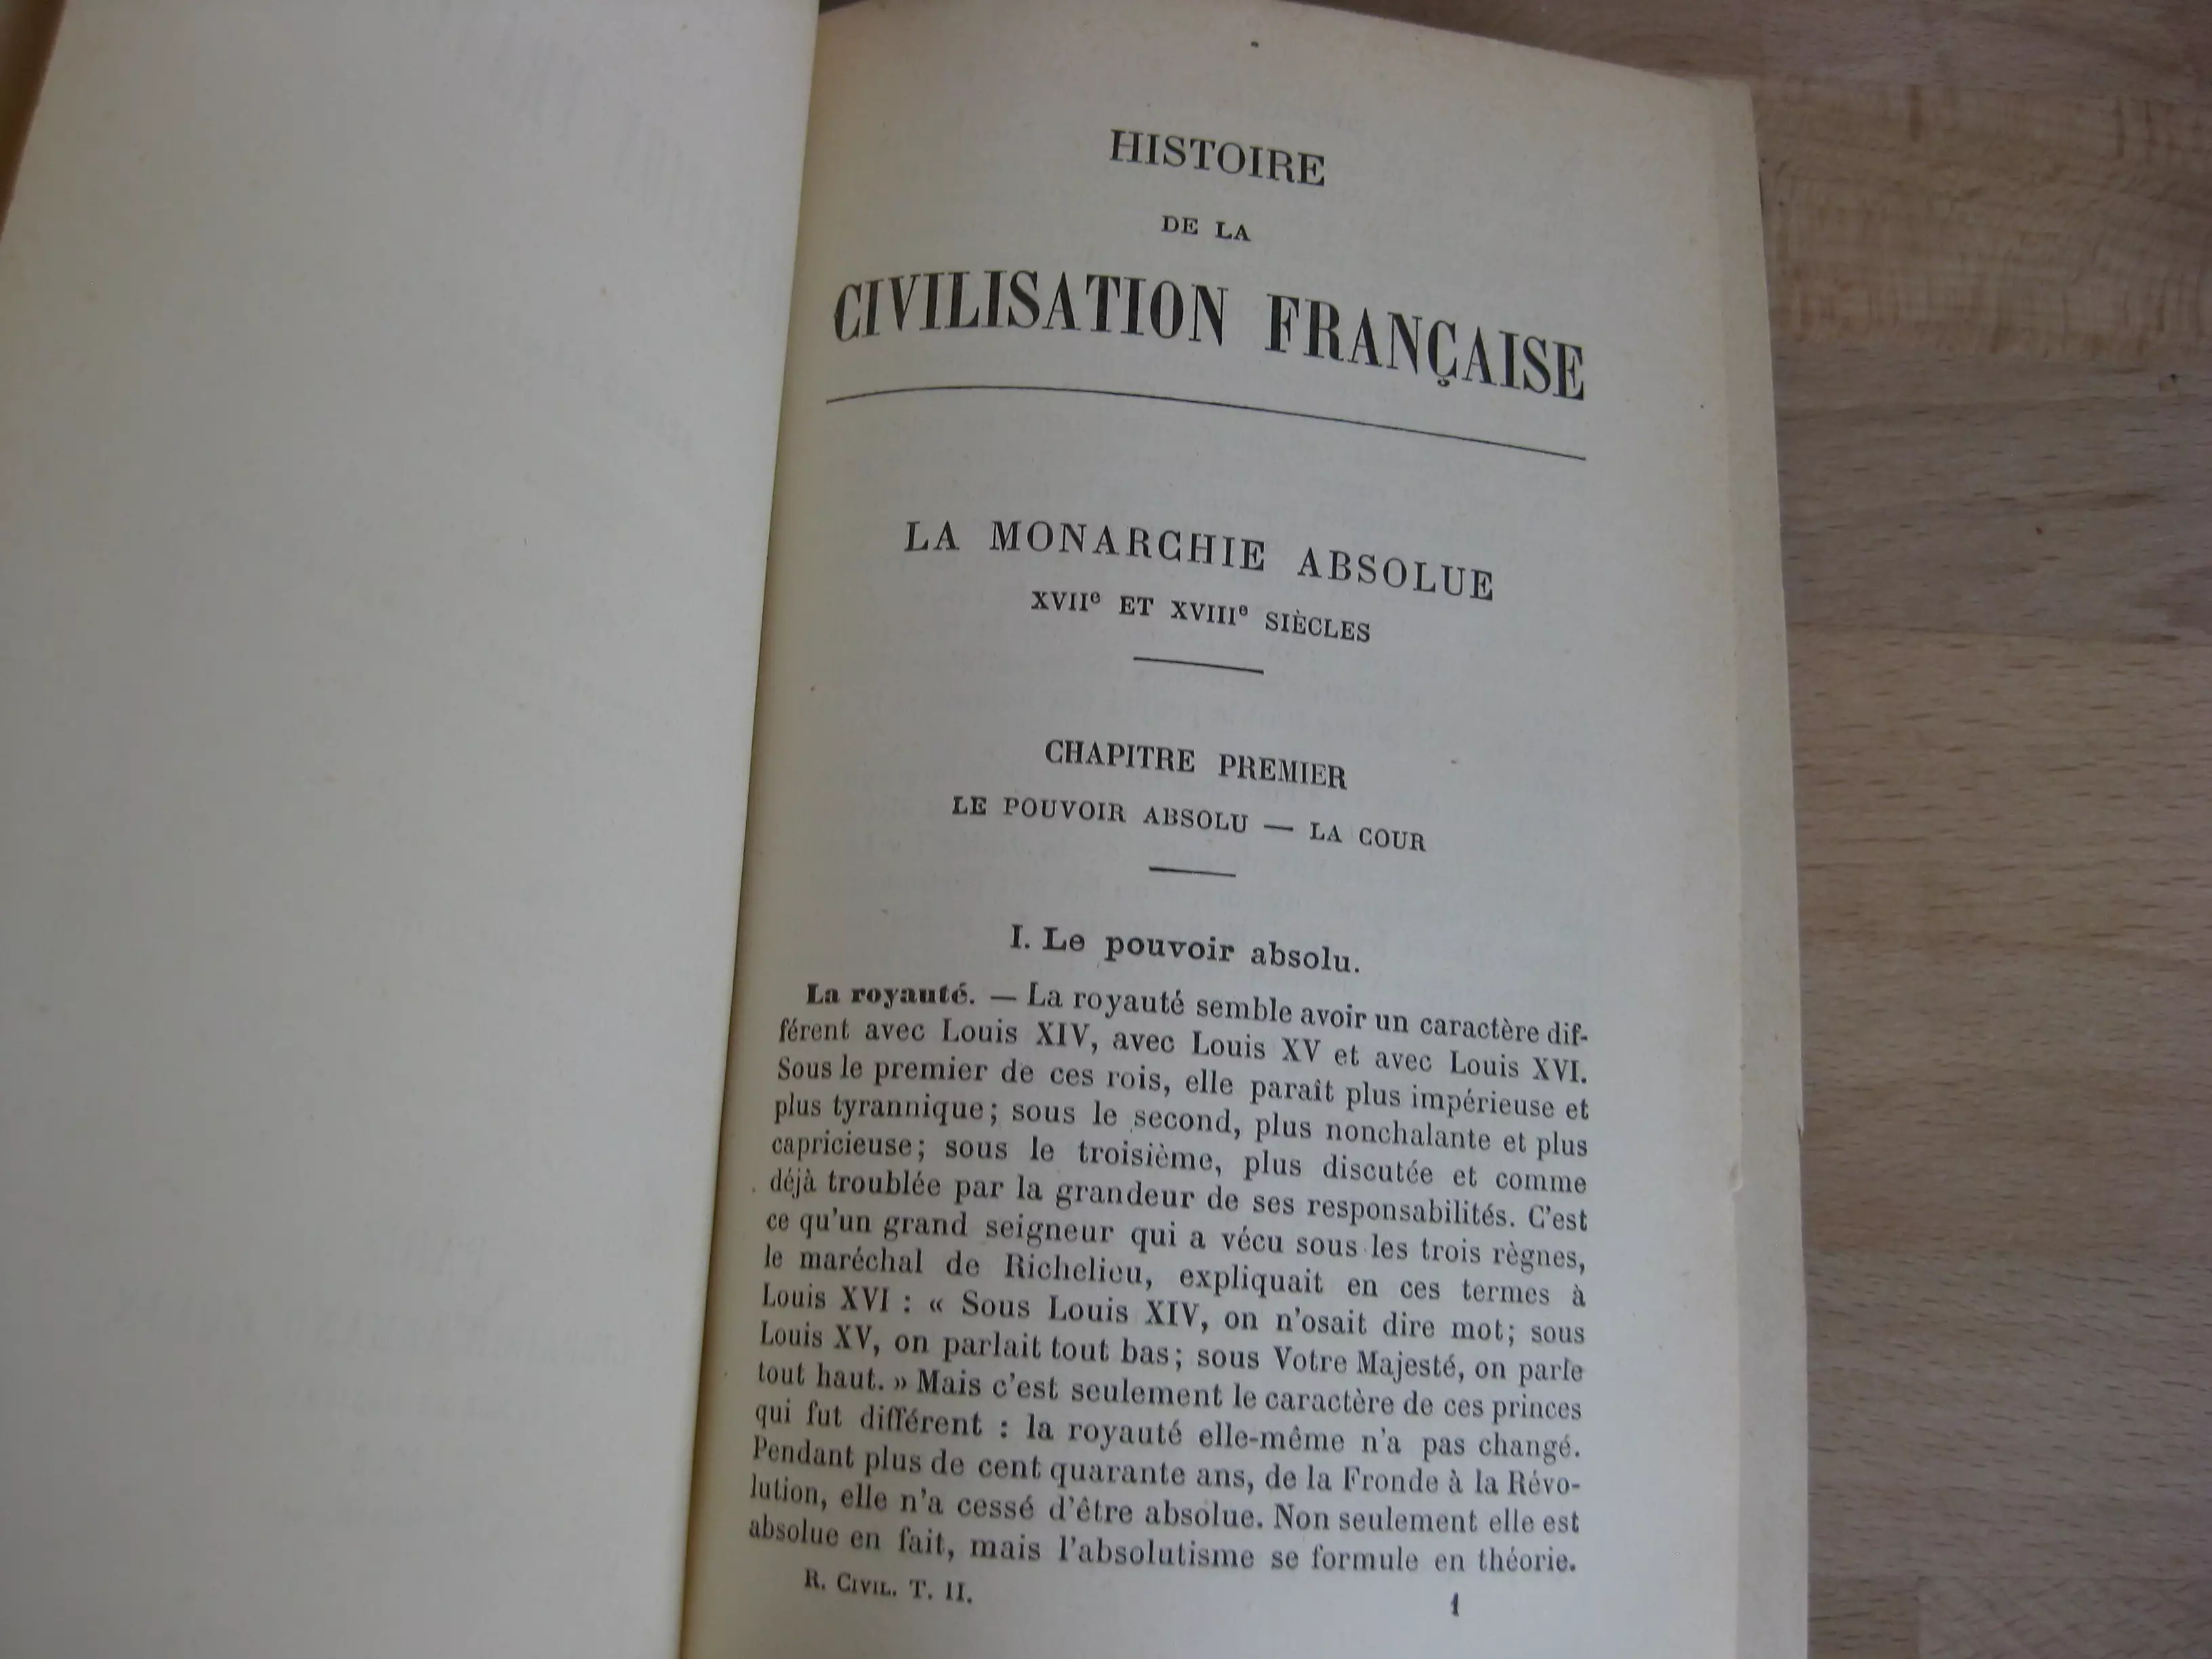 HISTOIRE
DE LA
CIVILISATION FRANÇAISE
LA MONARCHIE ABSOLUE
XVIIe ET XVIIIe SIÈCLES
CHAPITRE PREMIER
LE POUVOIR ABSOLU — LA COUR
I. Le pouvoir absolu.
La royauté. — La royauté semble avoir un caractère dif-
férent avec Louis XIV, avec Louis XV et avec Louis XVI.
Sous le premier de ces rois, elle paraît plus impérieuse et
plus tyrannique; sous le second, plus nonchalante et plus
capricieuse; sous le troisième, plus discutée et comme
déjà troublée par la grandeur de ses responsabilités. C'est
ce qu'un grand seigneur qui a vécu sous les trois règnes,
le maréchal de Richelieu, expliquait en ces termes à
Louis XVI : « Sous Louis XIV, on n'osait dire mot; sous
Louis XV, on parlait tout bas; sous Votre Majesté, on parle
tout haut. » Mais c'est seulement le caractère de ces princes
qui fut différent : la royauté elle-même n'a pas changé.
Pendant plus de cent quarante ans, de la Fronde à la Révo-
lution, elle n'a cessé d'être absolue. Non seulement elle est
absolue en fait, mais l'absolutisme se formule en théorie.
R. CIVIL. T. II. 1